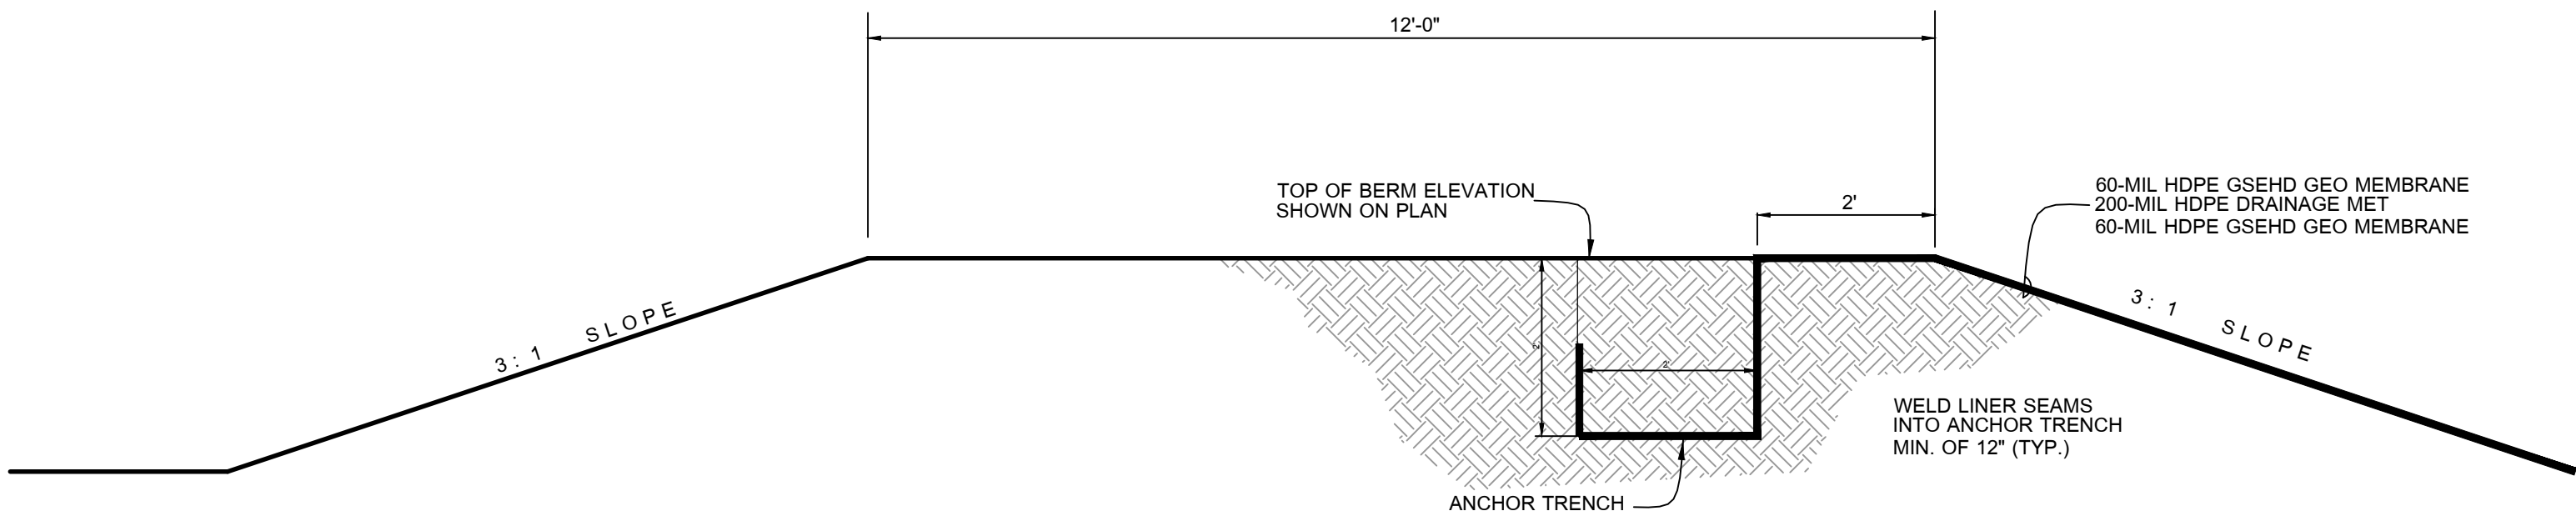 12'-0"
TOP OF BERM ELEVATION
SHOWN ON PLAN
2'
60-MIL HDPE GSEHD GEO MEMBRANE
200-MIL HDPE DRAINAGE MET
60-MIL HDPE GSEHD GEO MEMBRANE
3: 1 SLOPE
3: 1 SLOPE
2'
2'
WELD LINER SEAMS
INTO ANCHOR TRENCH
MIN. OF 12" (TYP.)
ANCHOR TRENCH